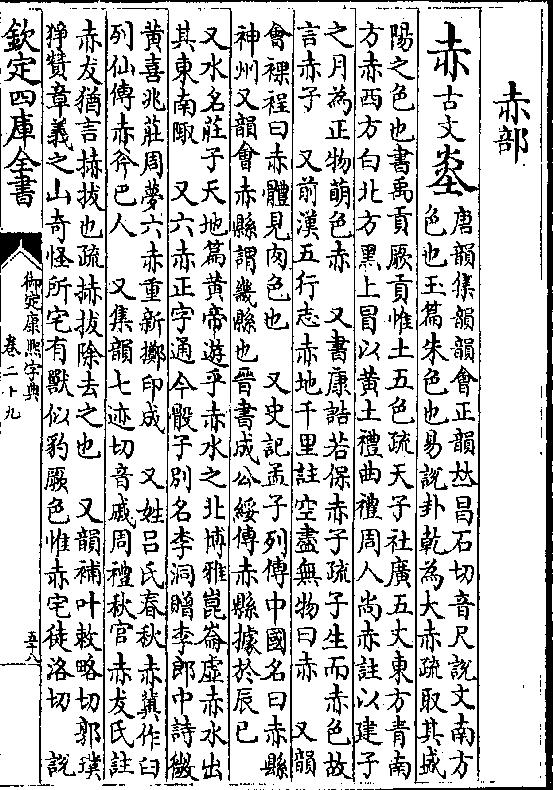 赤部
赤古文烾唐韻集韻韻會正韻𠀤昌石切音尺說文南方
色也玉篇朱色也易說卦乾為大赤疏取其盛
陽之色也書禹貢厥貢惟土五色疏天子社廣五丈東方青南
方赤西方白北方黑上冒以黃土禮曲禮周人尚赤註以建子
之月為正物萌色赤　又書康誥若保赤子疏子生而赤色故
言赤子　又前漢五行志赤地千里註空盡無物曰赤　又韻
會裸裎曰赤體見肉色也　又史記孟子列傳中國名曰赤縣
神州又韻會赤縣謂畿縣也晉書成公綏傳赤縣據於辰巳
又水名莊子天地篇黃帝遊乎赤水之北博雅崑崙虛赤水出
其東南陬　又六赤正字通今骰子別名李洞贈李郎中詩微
黃喜兆莊周夢六赤重新擲印成　又姓呂氏春秋赤冀作臼
列仙傳赤斧巴人　又集韻七迹切音戚周禮秋官赤犮氏註
赤犮猶言捇拔也疏捇拔除去之也　又韻補叶敕略切郭璞
猙贊章義之山奇怪所宅有獸似豹厥色惟赤宅徒洛切　說
欽定四庫全書
御定康熙字典
卷二十九
五十八